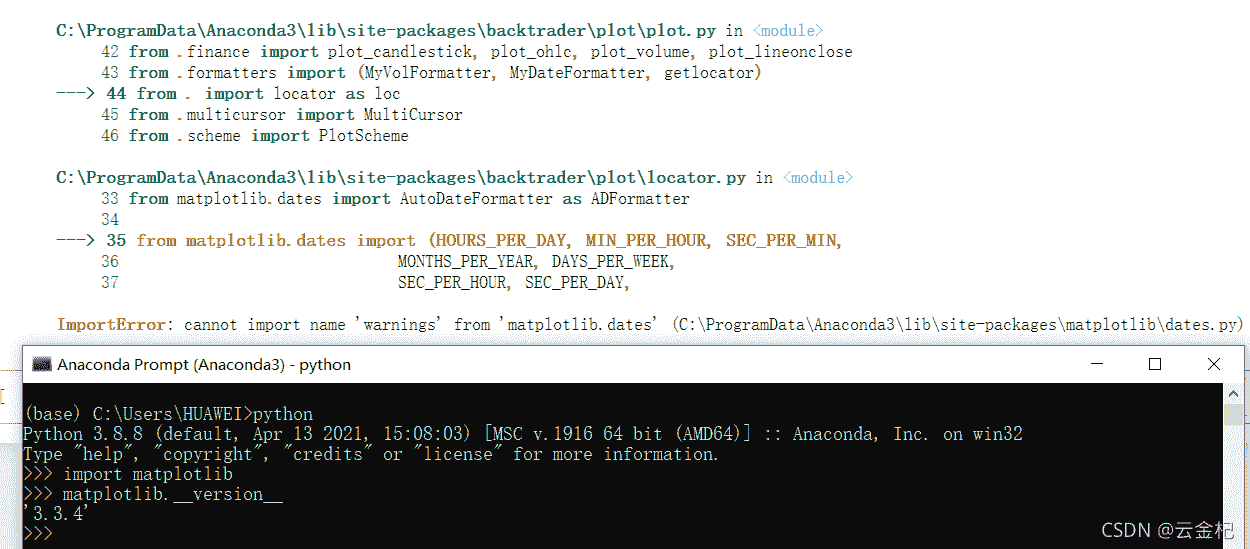 C:\ProgramData\Anaconda3\lib\site-packages\backtrader\plot\plot.py in <module>
42 from .finance import plot_candlestick, plot_ohlc, plot_volume, plot_lineonclose
43 from .formatters import (MyVolFormatter, MyDateFormatter, getlocator)
---> 44 from . import locator as loc
45 from .multicursor import MultiCursor
46 from .scheme import PlotScheme
C:\ProgramData\Anaconda3\lib\site-packages\backtrader\plot\locator.py in <module>
33 from matplotlib.dates import AutoDateFormatter as ADFormatter
34
---> 35 from matplotlib.dates import (HOURS_PER_DAY, MIN_PER_HOUR, SEC_PER_MIN,
36 MONTHS_PER_YEAR, DAYS_PER_WEEK,
37 SEC_PER_HOUR, SEC_PER_DAY,
ImportError: cannot import name 'warnings' from 'matplotlib.dates' (C:\ProgramData\Anaconda3\lib\site-packages\matplotlib\dates.py)
Anaconda Prompt (Anaconda3) - python
(base) C:\Users\HUAWEI>python
Python 3.8.8 (default, Apr 13 2021, 15:08:03) [MSC v.1916 64 bit (AMD64)] :: Anaconda, Inc. on win32
Type "help", "copyright", "credits" or "license" for more information.
>>> import matplotlib
>>> matplotlib.__version__
'3.3.4'
>>>
CSDN @云金杞